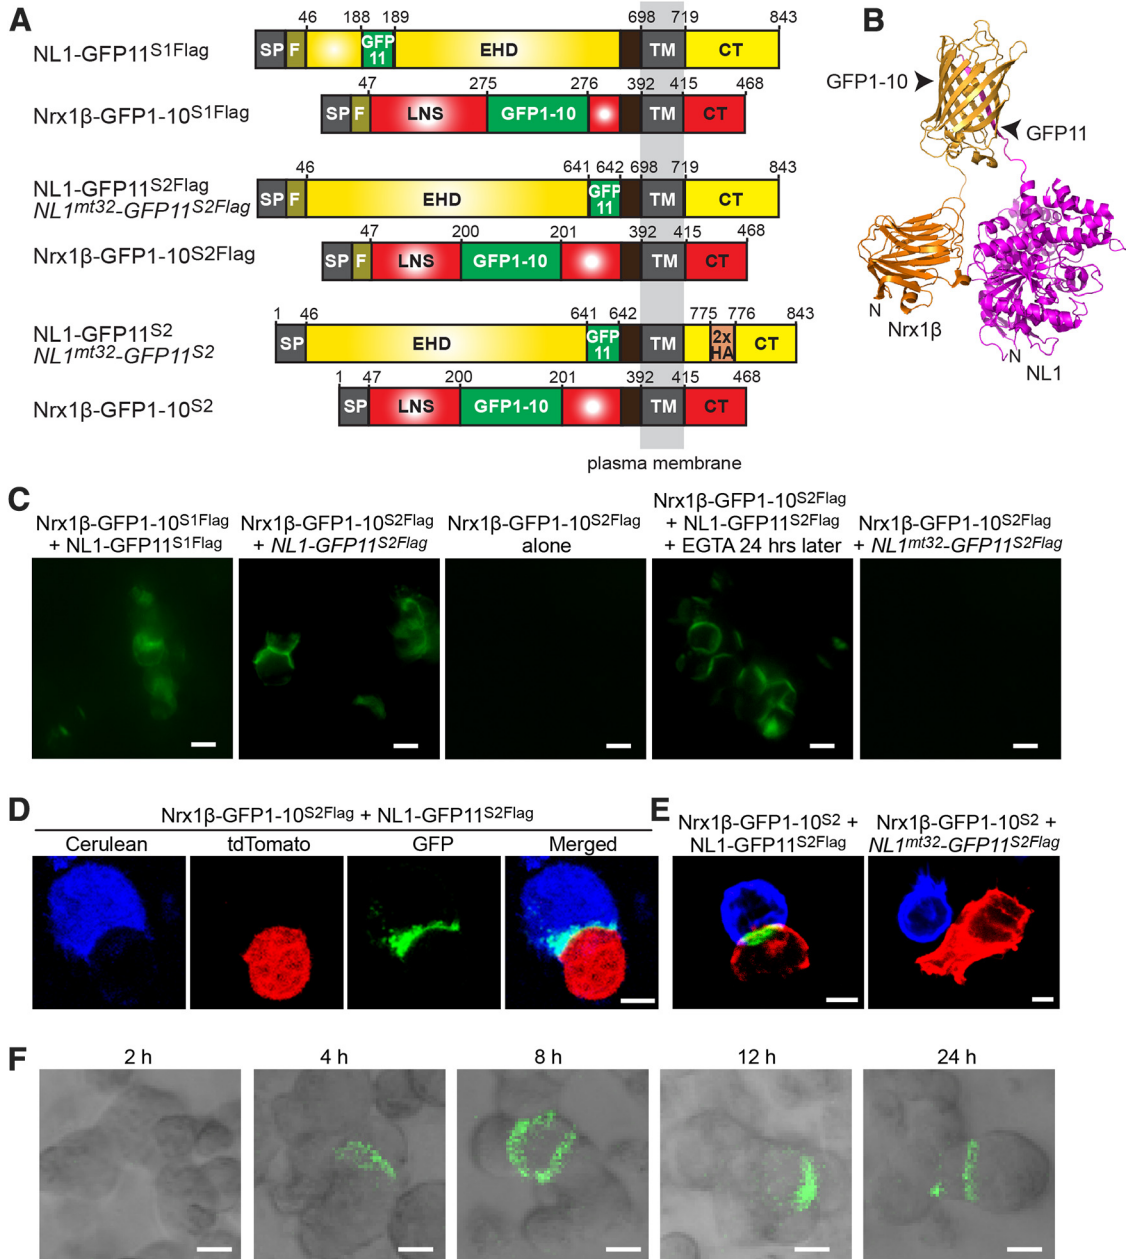 A
46 188 189 698 719 843
NL1-GFP11S1Flag
SP F GFP 11 EHD TM CT
47 275 276 392 415 468
Nrx1β-GFP1-10S1Flag
SP F LNS GFP1-10 TM CT
46 641 642 698 719 843
NL1-GFP11S2Flag
NL1mt32-GFP11S2Flag
SP F EHD GFP 11 TM CT
47 200 201 392 415 468
Nrx1β-GFP1-10S2Flag
SP F LNS GFP1-10 TM CT
1 46 641 642 775 776 843
NL1-GFP11S2
NL1mt32-GFP11S2
SP EHD GFP 11 TM 2x HA CT
1 47 200 201 392 415 468
Nrx1β-GFP1-10S2
SP LNS GFP1-10 TM CT
plasma membrane
B
GFP1-10
GFP11
N
Nrx1β
N
NL1
C
Nrx1β-GFP1-10S1Flag
+ NL1-GFP11S1Flag
Nrx1β-GFP1-10S2Flag
+ NL1-GFP11S2Flag
Nrx1β-GFP1-10S2Flag
alone
Nrx1β-GFP1-10S2Flag
+ NL1-GFP11S2Flag
+ EGTA 24 hrs later
Nrx1β-GFP1-10S2Flag
+ NL1mt32-GFP11S2Flag
D
Nrx1β-GFP1-10S2Flag + NL1-GFP11S2Flag
Cerulean tdTomato GFP Merged
E
Nrx1β-GFP1-10S2 +
NL1-GFP11S2Flag
Nrx1β-GFP1-10S2 +
NL1mt32-GFP11S2Flag
F
2 h 4 h 8 h 12 h 24 h